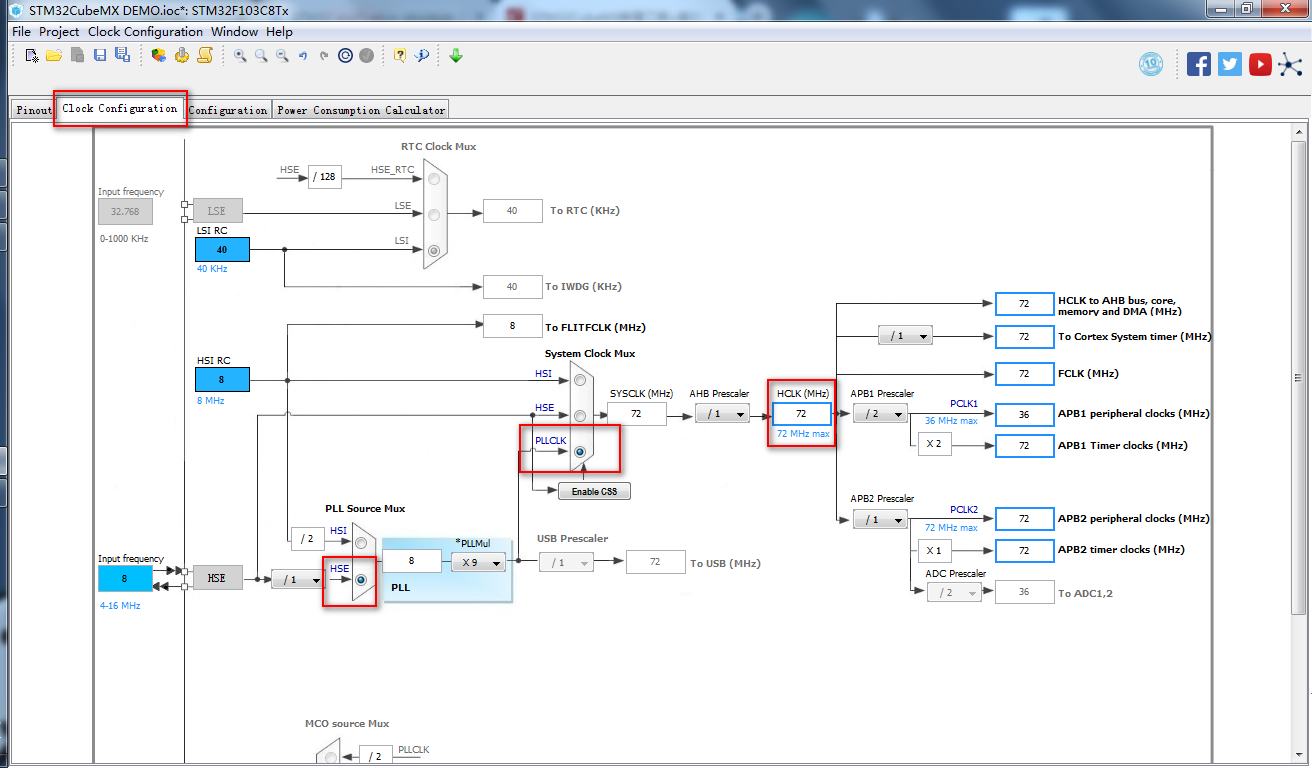 STM32CubeMX DEMO.ioc*: STM32F103C8Tx
File Project Clock Configuration Window Help
Pinout Clock Configuration Configuration Power Consumption Calculator
RTC Clock Mux
HSE / 128 HSE_RTC
Input frequency
32.768 LSE LSE 40 To RTC (KHz)
0-1000 KHz
LSI RC
40 LSI
40 KHz
40 To IWDG (KHz)
8 To FLITFCLK (MHz)
72 HCLK to AHB bus, core,
memory and DMA (MHz)
/ 1 72 To Cortex System timer (MHz)
System Clock Mux
HSI RC
8 HSI
8 MHz
72 FCLK (MHz)
SYSCLK (MHz) AHB Prescaler HCLK (MHz) APB1 Prescaler
HSE 72 / 1 72 / 2 PCLK1 36 APB1 peripheral clocks (MHz)
72 MHz max 36 MHz max
PLLCLK X 2 72 APB1 Timer clocks (MHz)
Enable CSS
APB2 Prescaler
PLL Source Mux
/ 1 PCLK2 72 APB2 peripheral clocks (MHz)
72 MHz max
/ 2 HSI
*PLLMul USB Prescaler
X 1 72 APB2 timer clocks (MHz)
8 X 9 / 1 72 To USB (MHz)
Input frequency
8 HSE / 1 HSE
PLL
4-16 MHz
ADC Prescaler
/ 2 36 To ADC1,2
MCO source Mux
/ 2 PLLCLK